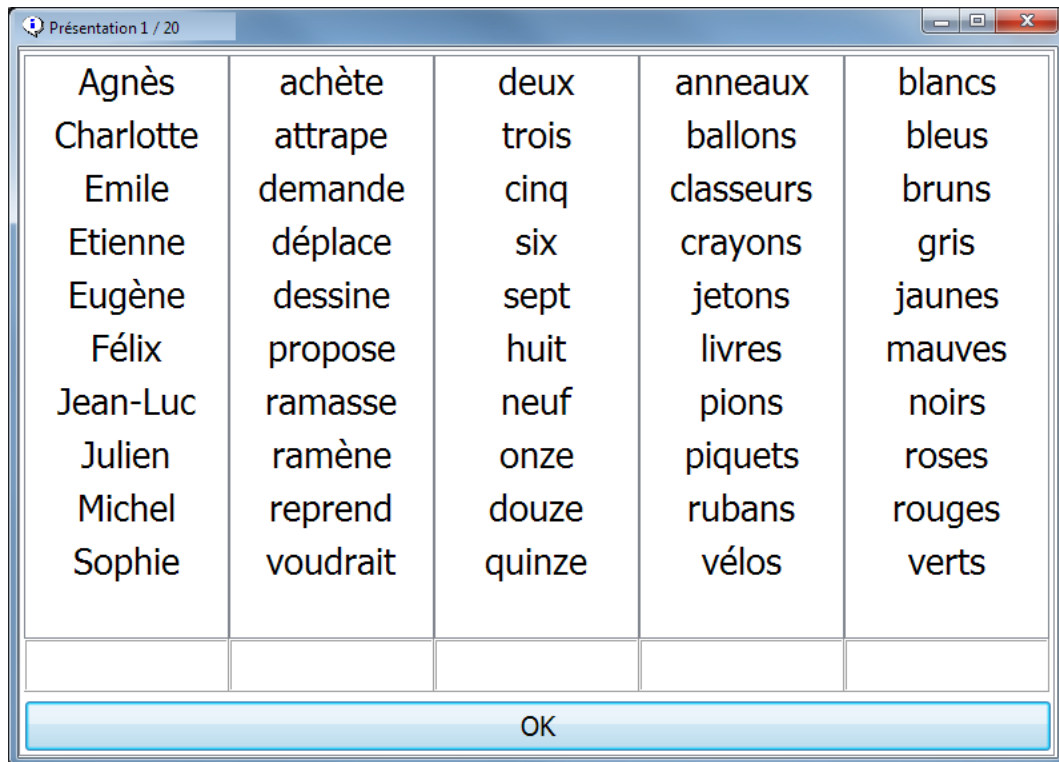 Présentation 1 / 20
Agnès achète deux anneaux blancs
Charlotte attrape trois ballons bleus
Emile demande cinq classeurs bruns
Etienne déplace six crayons gris
Eugène dessine sept jetons jaunes
Félix propose huit livres mauves
Jean-Luc ramasse neuf pions noirs
Julien ramène onze piquets roses
Michel reprend douze rubans rouges
Sophie voudrait quinze vélos verts
OK